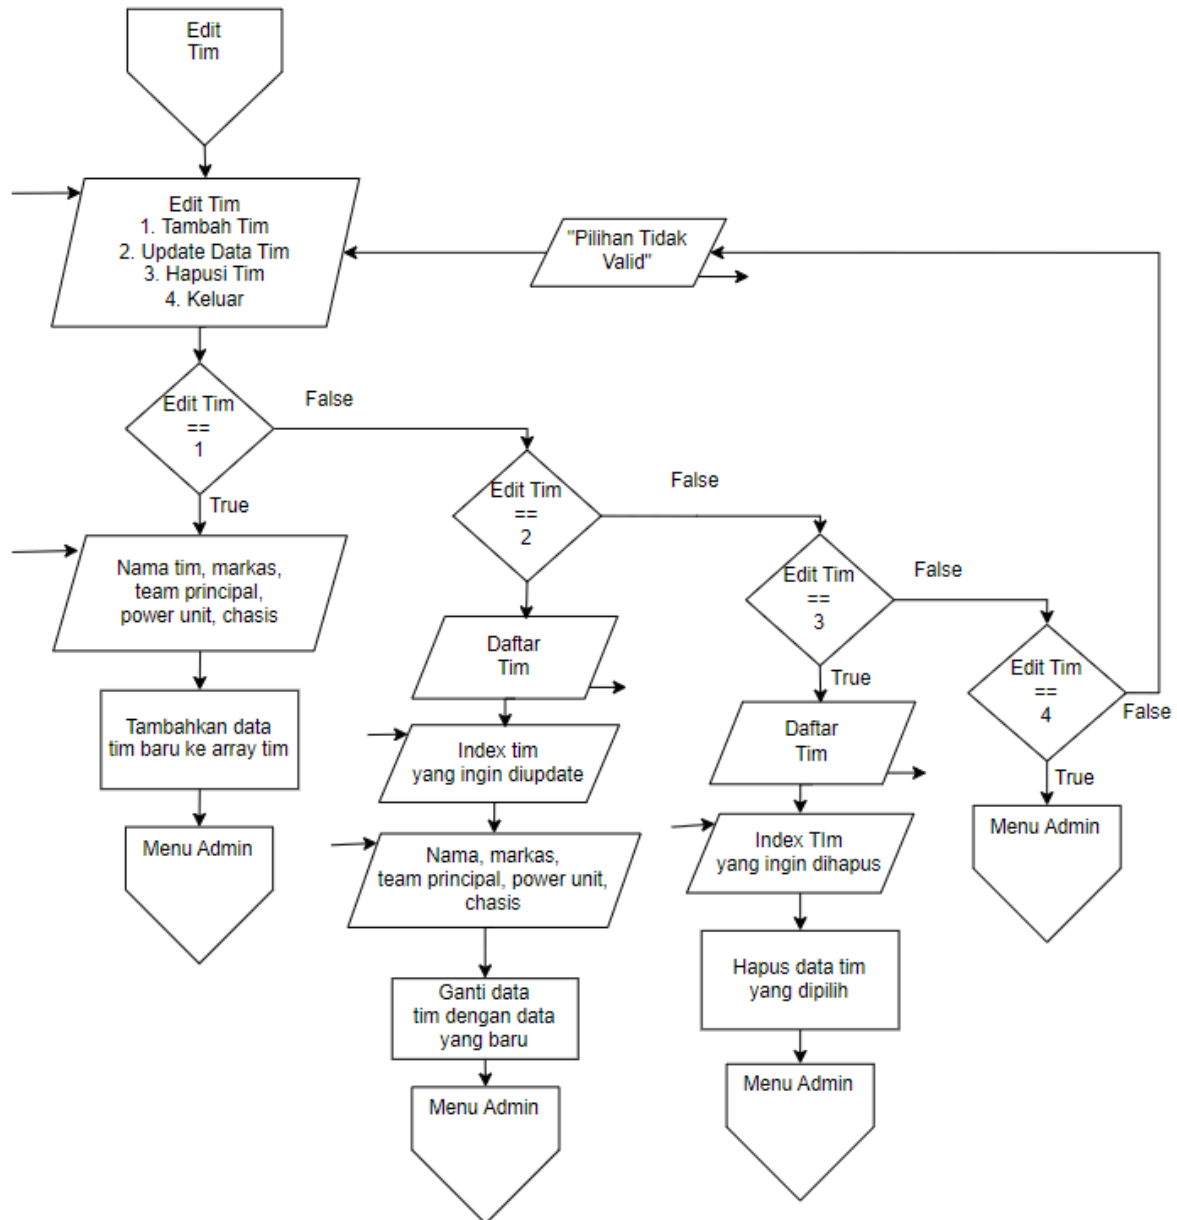 Edit
Tim
Edit Tim
1. Tambah Tim
2. Update Data Tim
3. Hapusi Tim
4. Keluar
"Pilihan Tidak
Valid"
Edit Tim
==
1
False
True
Edit Tim
==
2
False
Edit Tim
==
3
False
True
Edit Tim
==
4
False
True
Nama tim, markas,
team principal,
power unit, chasis
Tambahkan data
tim baru ke array tim
Menu Admin
Daftar
Tim
Index tim
yang ingin diupdate
Nama, markas,
team principal, power unit,
chasis
Ganti data
tim dengan data
yang baru
Menu Admin
Daftar
Tim
Index TIm
yang ingin dihapus
Hapus data tim
yang dipilih
Menu Admin
Menu Admin